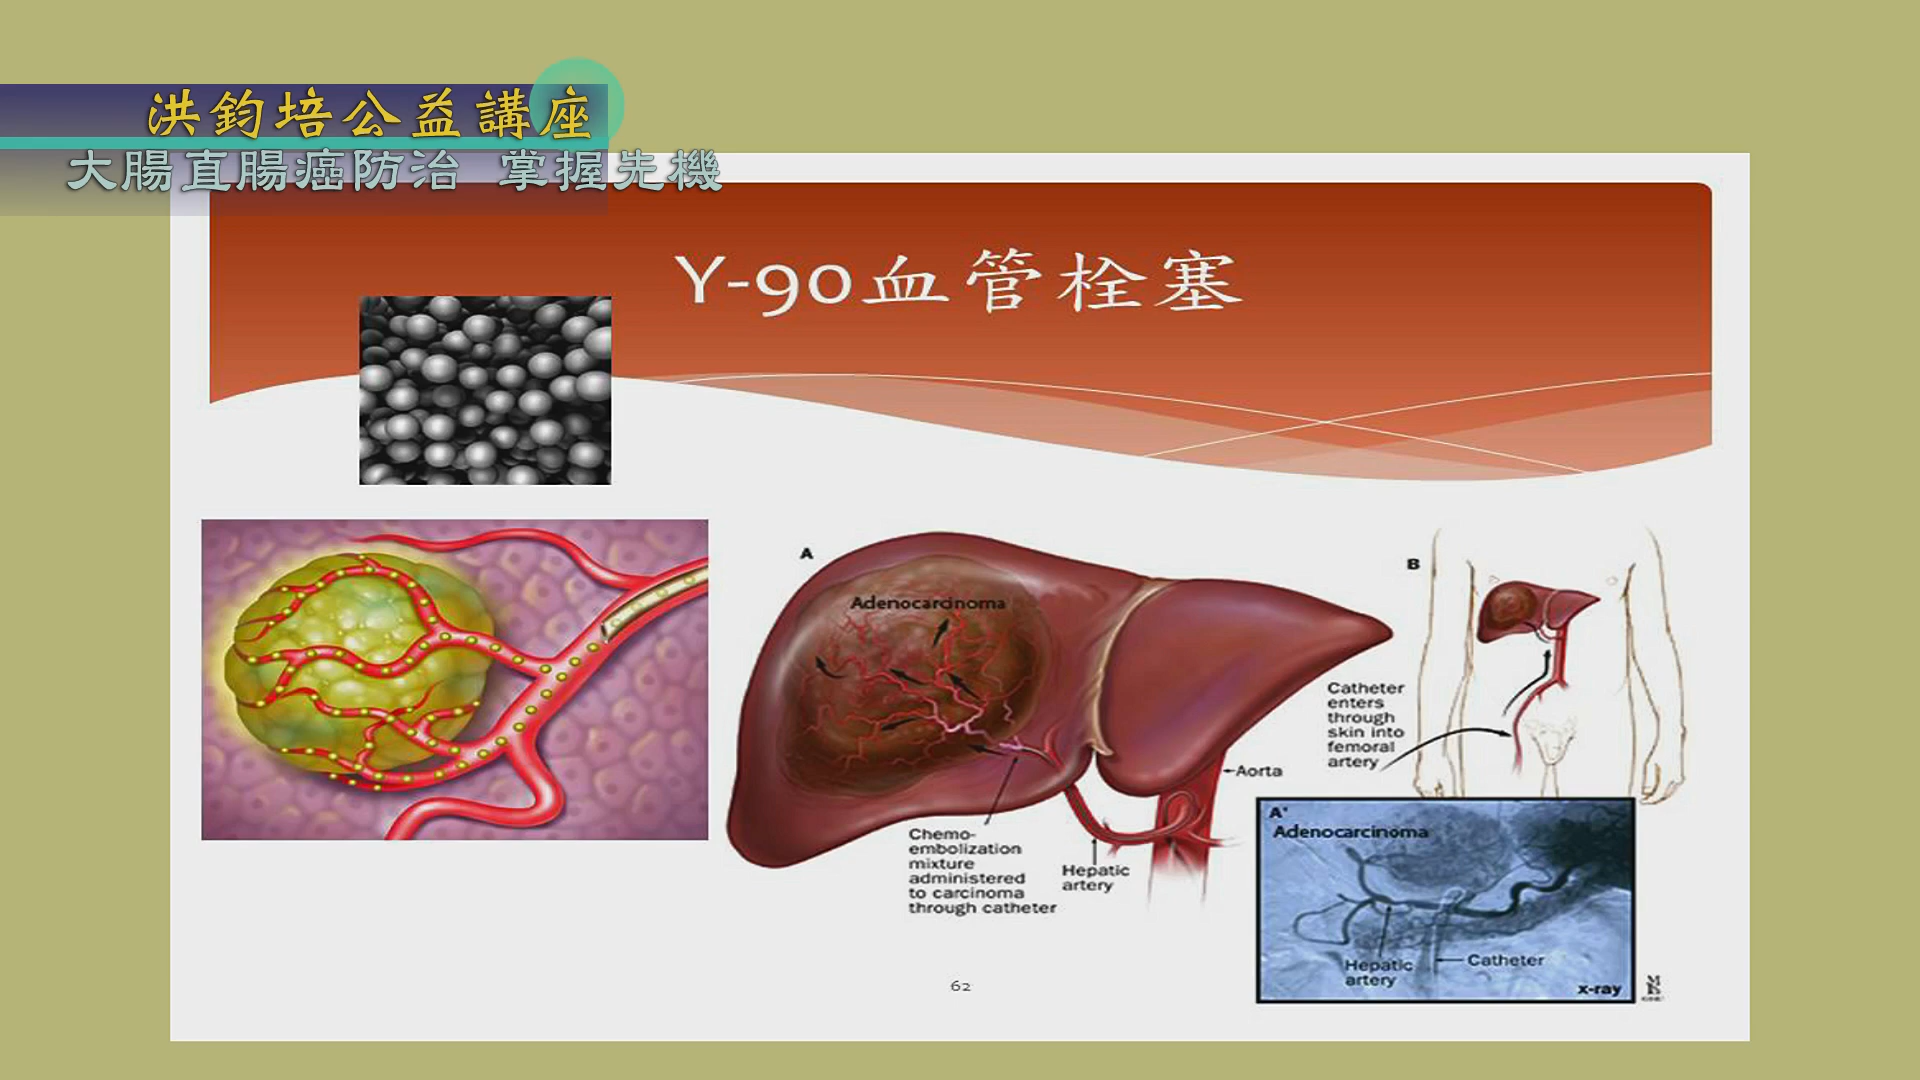 洪鈞培公益講座
大腸直腸癌防治 掌握先機
Y-90血管栓塞
A
Adenocarcinoma
Chemo-
embolization
mixture
administered
to carcinoma
through catheter
Hepatic
artery
Aorta
B
Catheter
enters
through
skin into
femoral
artery
A'
Adenocarcinoma
Hepatic
artery
Catheter
x-ray
62